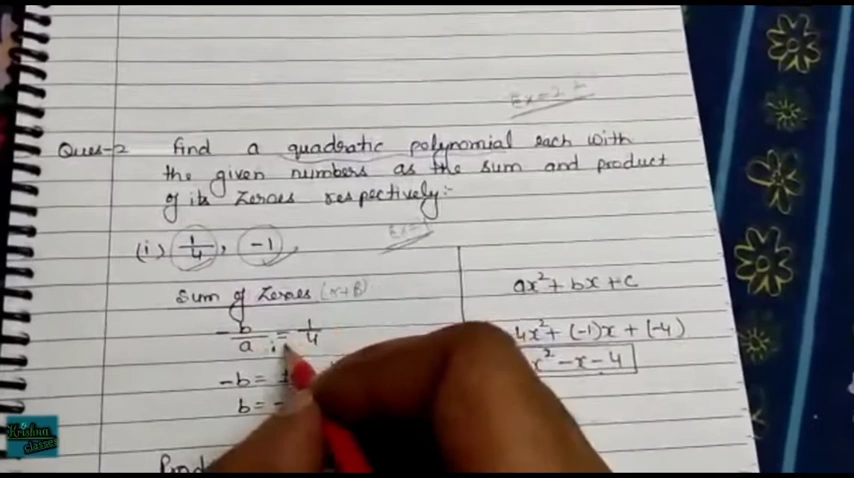 Ex-2.2
Ques-2 find a quadratic polynomial each with
the given numbers as the sum and product
of its zeroes respectively:-
(i) 1/4, -1
Sum of Zeroes (α+β)
-b/a = 1/4
-b =
b = -
ax² + bx + c
4x² + (-1)x + (-4)
x² - x - 4
Krishna
classes